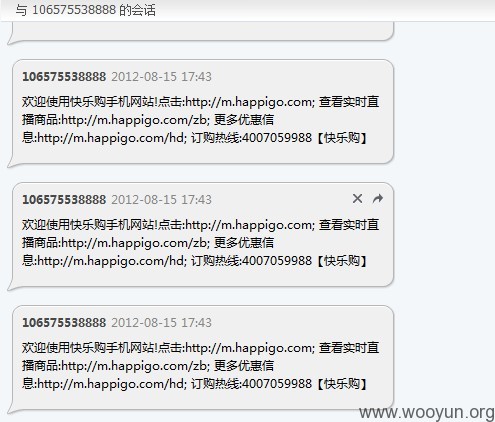 与 106575538888 的会话
106575538888 2012-08-15 17:43
欢迎使用快乐购手机网站!点击:http://m.happigo.com; 查看实时直
播商品:http://m.happigo.com/zb; 更多优惠信
息:http://m.happigo.com/hd; 订购热线:4007059988【快乐购】
106575538888 2012-08-15 17:43
欢迎使用快乐购手机网站!点击:http://m.happigo.com; 查看实时直
播商品:http://m.happigo.com/zb; 更多优惠信
息:http://m.happigo.com/hd; 订购热线:4007059988【快乐购】
106575538888 2012-08-15 17:43
欢迎使用快乐购手机网站!点击:http://m.happigo.com; 查看实时直
播商品:http://m.happigo.com/zb; 更多优惠信
息:http://m.happigo.com/hd; 订购热线:4007059988【快乐购】
www.wooyun.org